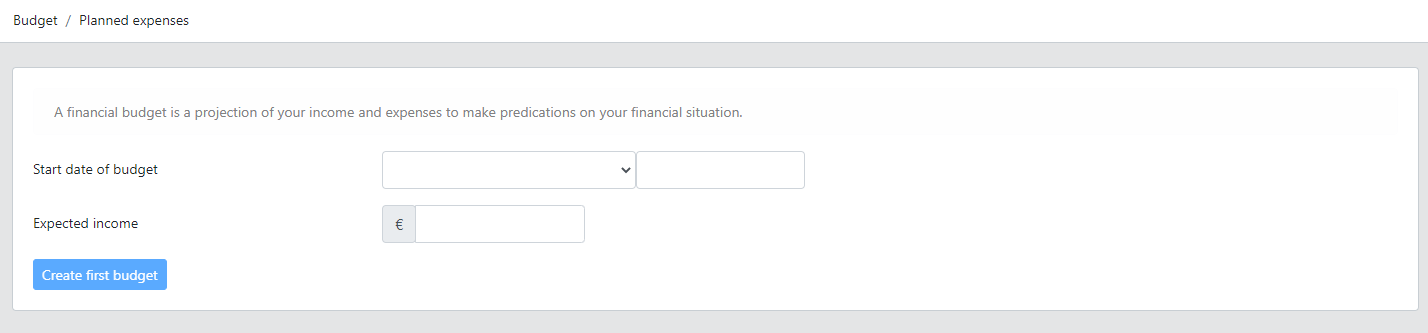 Budget / Planned expenses
A financial budget is a projection of your income and expenses to make predications on your financial situation.
Start date of budget
Expected income
€
Create first budget